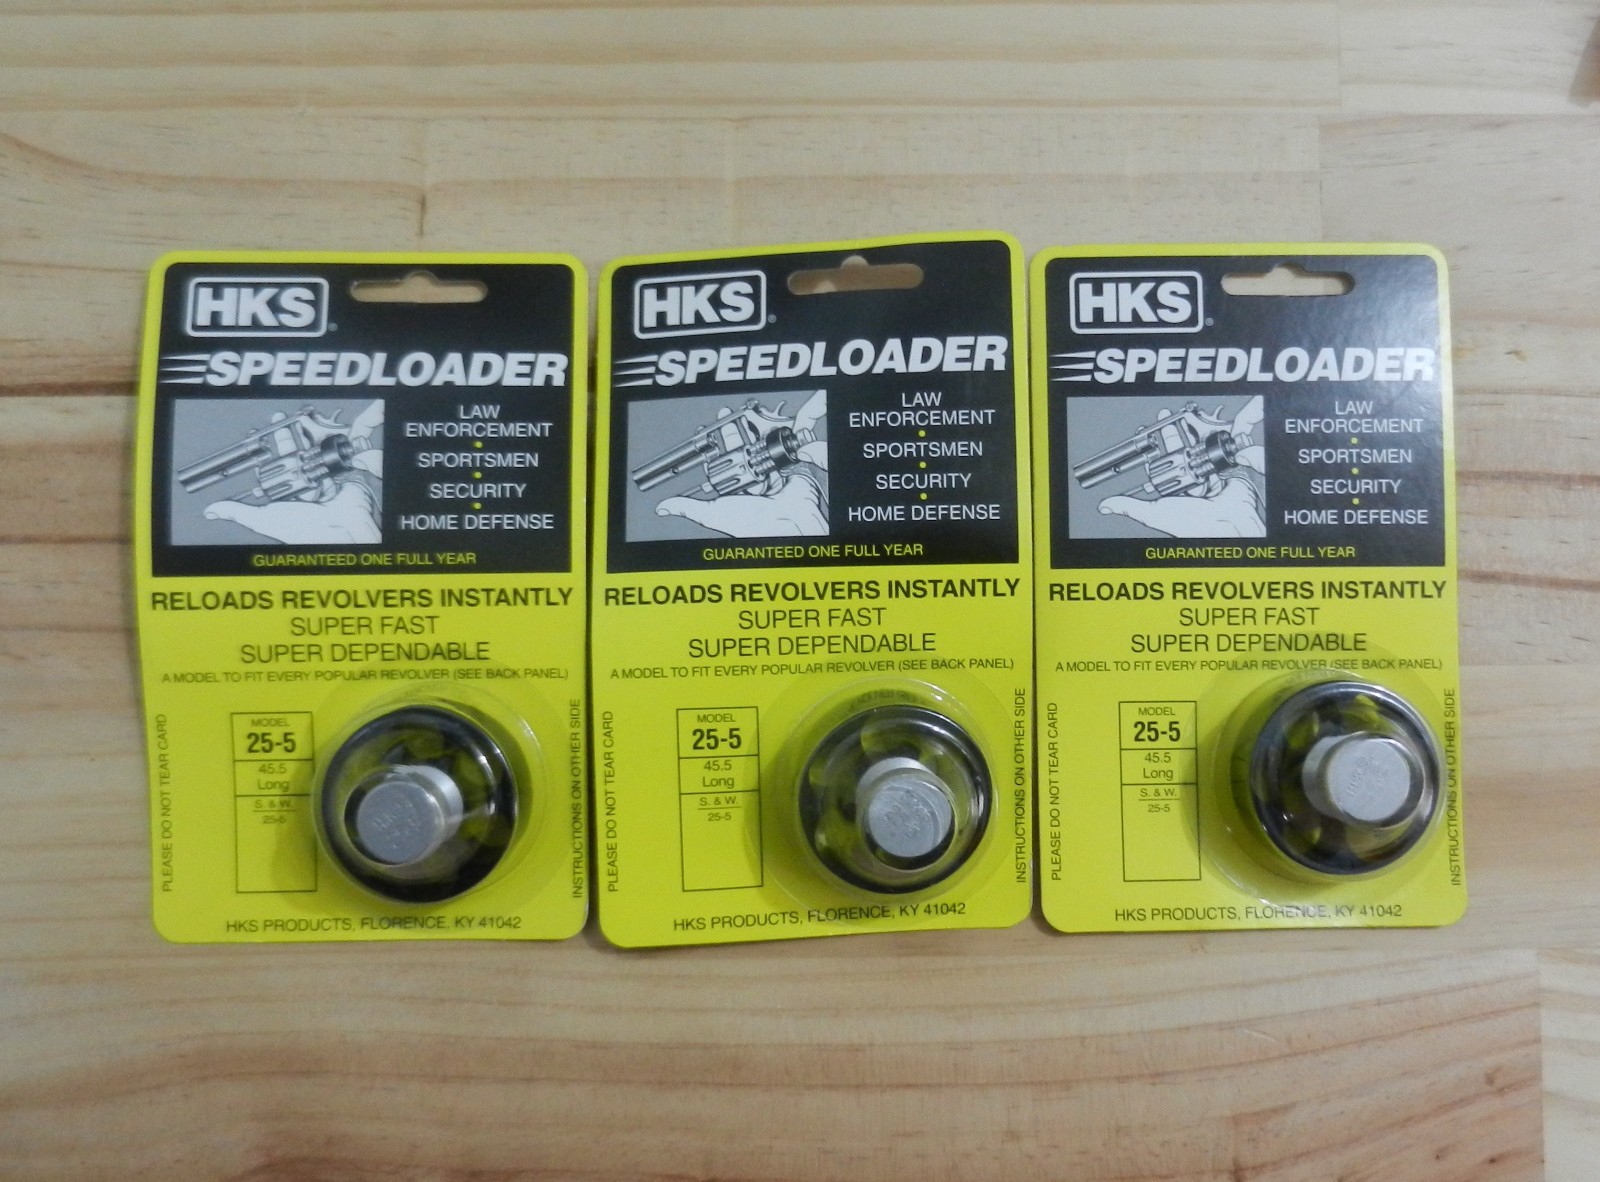 HKS®
SPEEDLOADER
LAW
ENFORCEMENT
•
SPORTSMEN
•
SECURITY
•
HOME DEFENSE
GUARANTEED ONE FULL YEAR
RELOADS REVOLVERS INSTANTLY
SUPER FAST
SUPER DEPENDABLE
A MODEL TO FIT EVERY POPULAR REVOLVER (SEE BACK PANEL)
PLEASE DO NOT TEAR CARD
MODEL
25-5
45.5
Long
S. & W.
25-5
INSTRUCTIONS ON OTHER SIDE
HKS PRODUCTS, FLORENCE, KY 41042
HKS®
SPEEDLOADER
LAW
ENFORCEMENT
•
SPORTSMEN
•
SECURITY
•
HOME DEFENSE
GUARANTEED ONE FULL YEAR
RELOADS REVOLVERS INSTANTLY
SUPER FAST
SUPER DEPENDABLE
A MODEL TO FIT EVERY POPULAR REVOLVER (SEE BACK PANEL)
PLEASE DO NOT TEAR CARD
MODEL
25-5
45.5
Long
S. & W.
25-5
INSTRUCTIONS ON OTHER SIDE
HKS PRODUCTS, FLORENCE, KY 41042
HKS®
SPEEDLOADER
LAW
ENFORCEMENT
•
SPORTSMEN
•
SECURITY
•
HOME DEFENSE
GUARANTEED ONE FULL YEAR
RELOADS REVOLVERS INSTANTLY
SUPER FAST
SUPER DEPENDABLE
A MODEL TO FIT EVERY POPULAR REVOLVER (SEE BACK PANEL)
PLEASE DO NOT TEAR CARD
MODEL
25-5
45.5
Long
S. & W.
25-5
INSTRUCTIONS ON OTHER SIDE
HKS PRODUCTS, FLORENCE, KY 41042